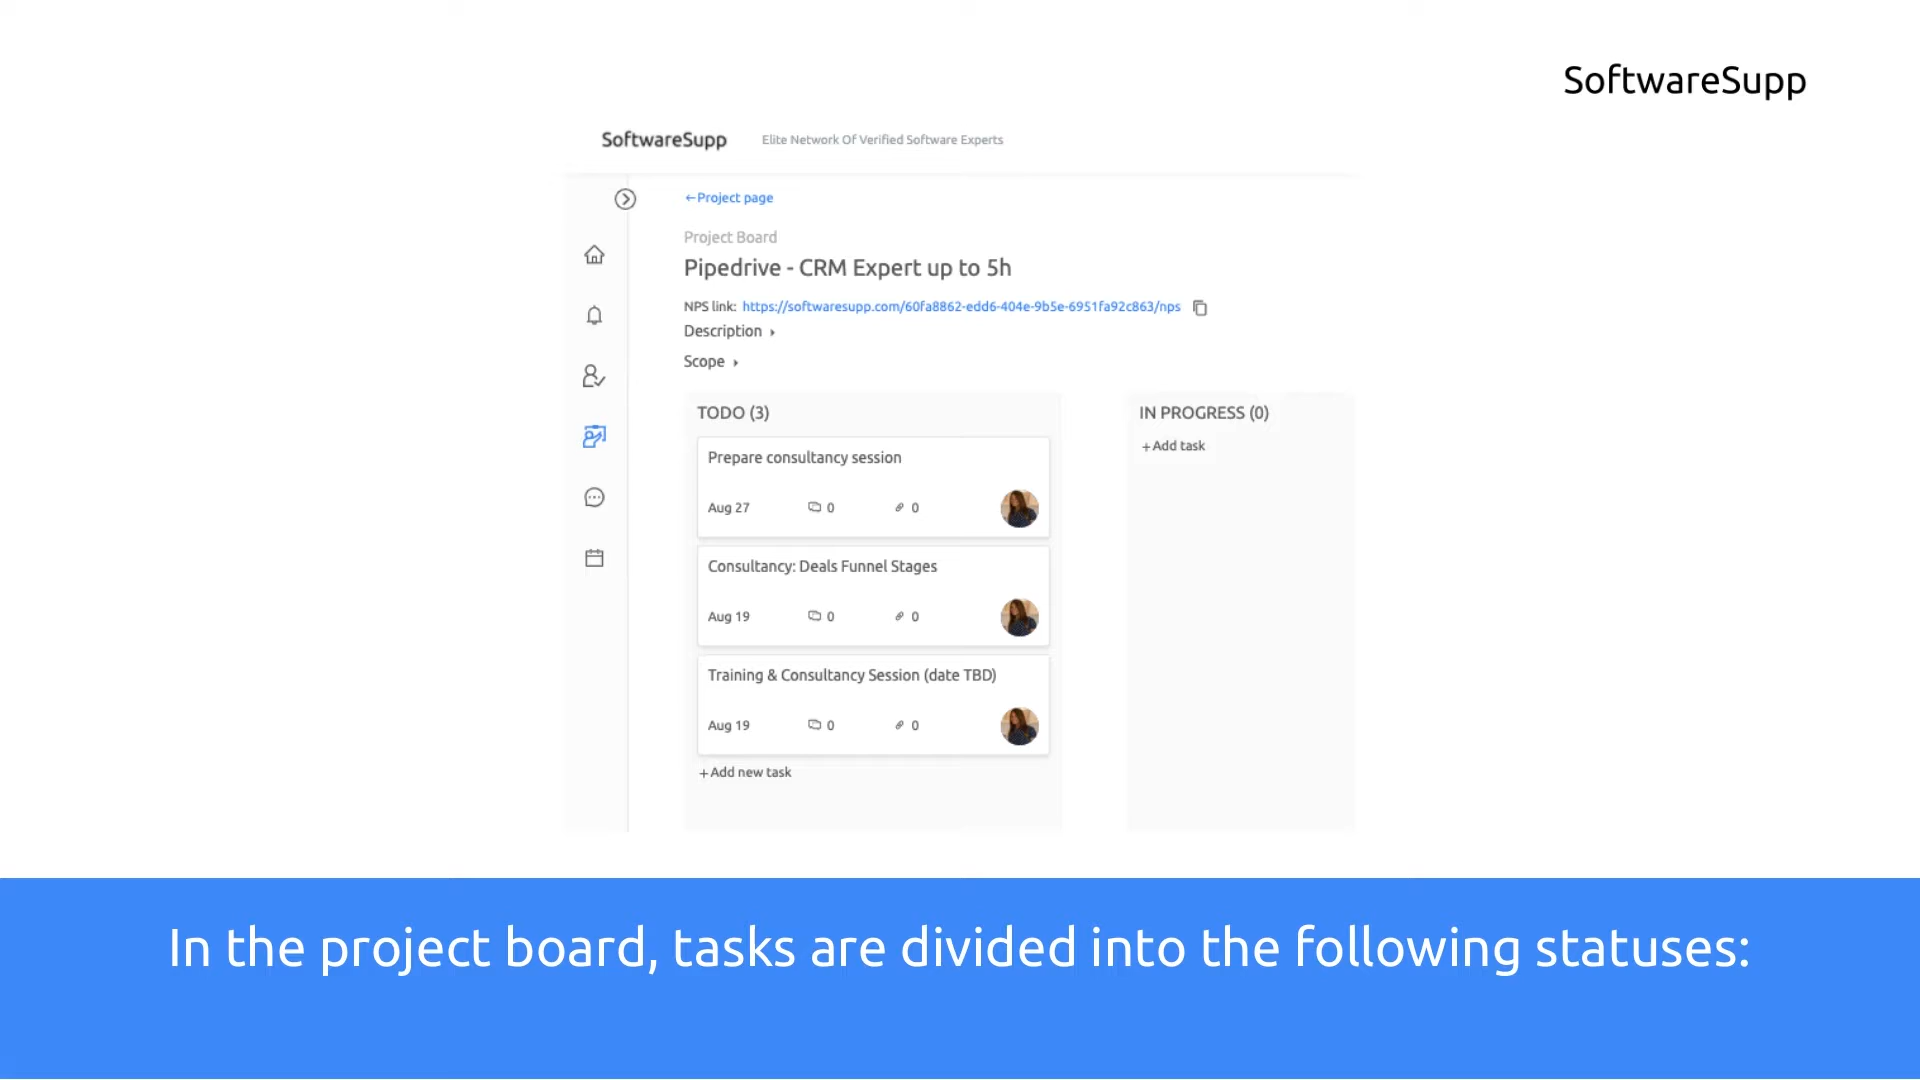 SoftwareSupp
SoftwareSupp Elite Network Of Verified Software Experts
←Project page
Project Board
Pipedrive - CRM Expert up to 5h
NPS link: https://softwaresupp.com/60fa8862-edd6-404e-9b5e-6951fa92c863/nps
Description
Scope
TODO (3)
Prepare consultancy session
Aug 27 0 0
Consultancy: Deals Funnel Stages
Aug 19 0 0
Training & Consultancy Session (date TBD)
Aug 19 0 0
+Add new task
IN PROGRESS (0)
+Add task
In the project board, tasks are divided into the following statuses: